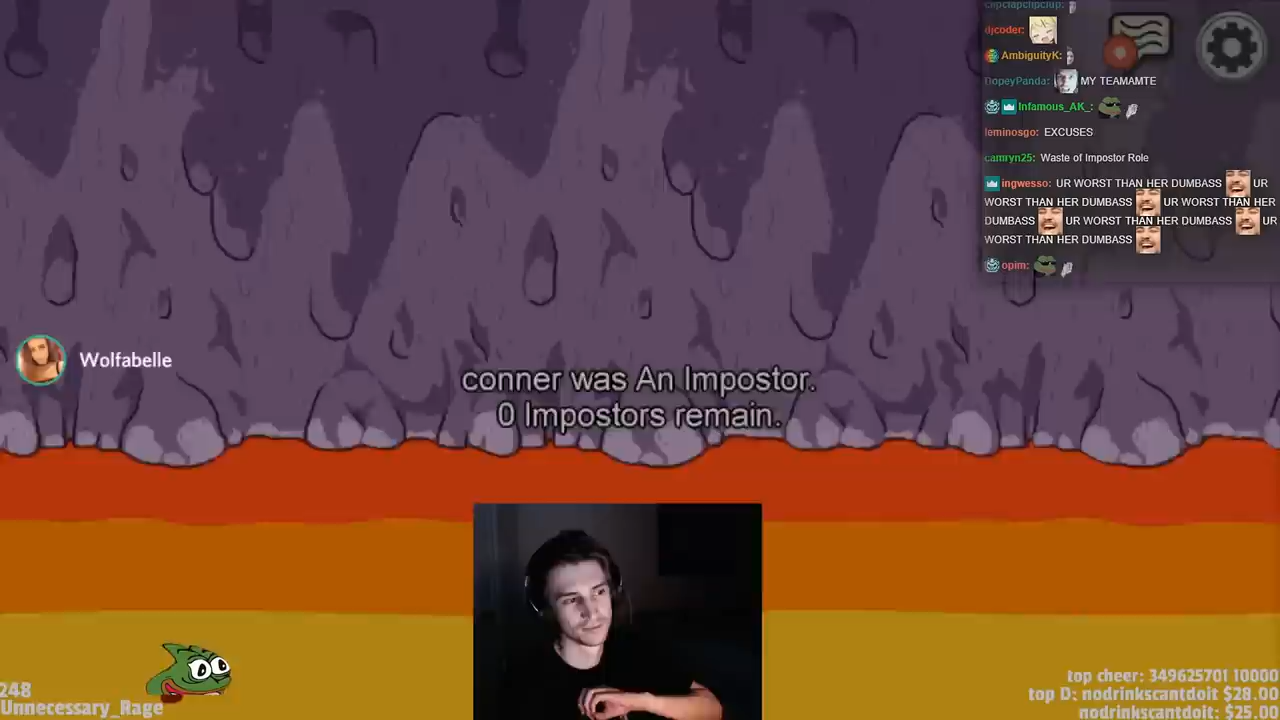 clipclapclipclup:
djcoder:
AmbiguityK:
DopeyPanda: MY TEAMAMTE
Infamous_AK_:
leminosgo: EXCUSES
camryn25: Waste of Impostor Role
ingwesso: UR WORST THAN HER DUMBASS UR
WORST THAN HER DUMBASS UR WORST THAN HER
DUMBASS UR WORST THAN HER DUMBASS UR
WORST THAN HER DUMBASS
opim:
Wolfabelle
conner was An Impostor.
0 Impostors remain.
248
Unnecessary_Rage
top cheer: 349625701 10000
top D: nodrinkscantdoit $28.00
nodrinkscantdoit: $25.00